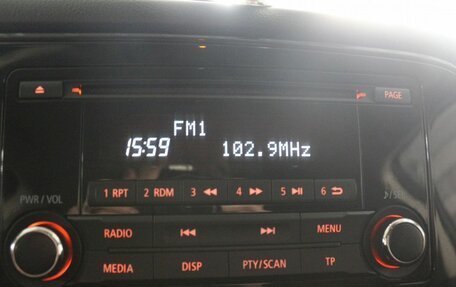 PAGE
FM1
15:59 102.9MHz
1 RPT 2 RDM 3 ◀◀ 4 ▶▶ 5 ▶II 6
PWR / VOL
RADIO MENU
MEDIA DISP PTY/SCAN TP